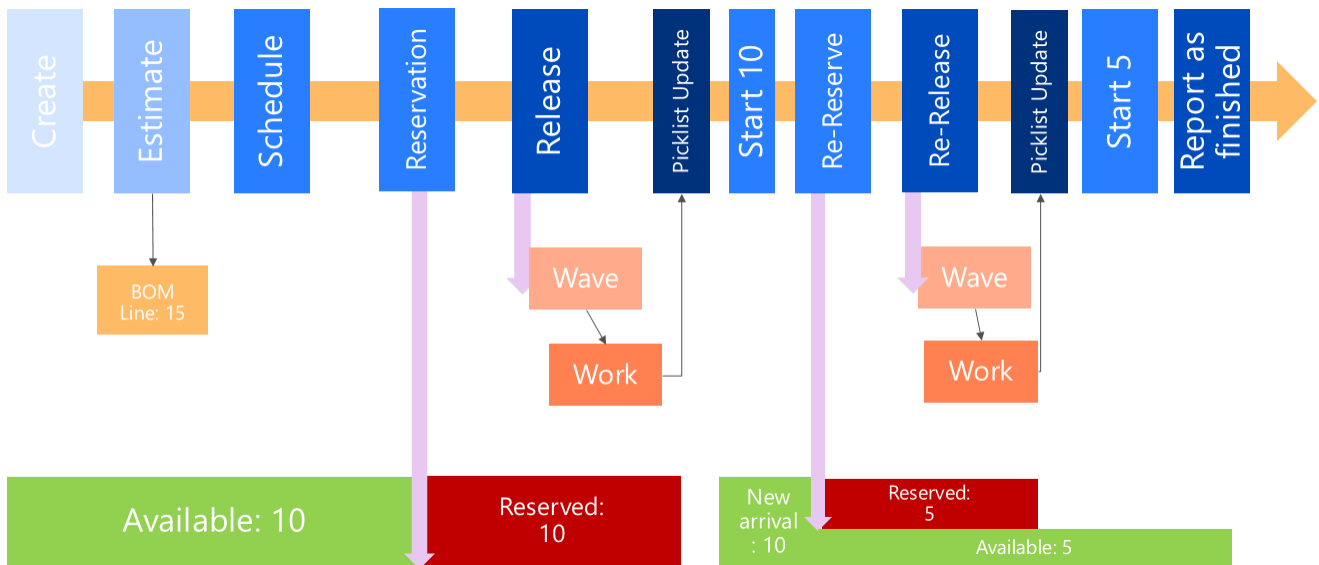 Create
Estimate
Schedule
Reservation
Release
Picklist Update
Start 10
Re-Reserve
Re-Release
Picklist Update
Start 5
Report as
finished
BOM
Line: 15
Wave
Work
Wave
Work
Available: 10
Reserved:
10
New
arrival
: 10
Reserved:
5
Available: 5